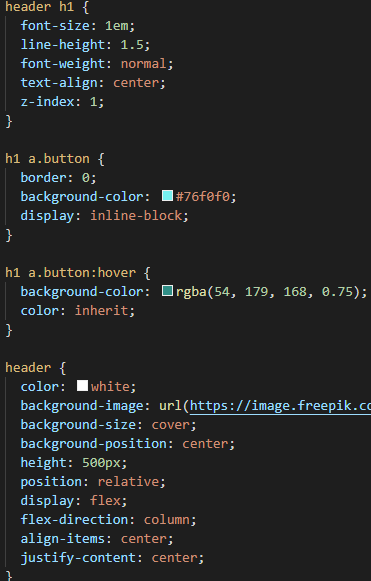 header h1 {
font-size: 1em;
line-height: 1.5;
font-weight: normal;
text-align: center;
z-index: 1;
}
h1 a.button {
border: 0;
background-color: #76f0f0;
display: inline-block;
}
h1 a.button:hover {
background-color: rgba(54, 179, 168, 0.75);
color: inherit;
}
header {
color: white;
background-image: url(https://image.freepik.co
background-size: cover;
background-position: center;
height: 500px;
position: relative;
display: flex;
flex-direction: column;
align-items: center;
justify-content: center;
}